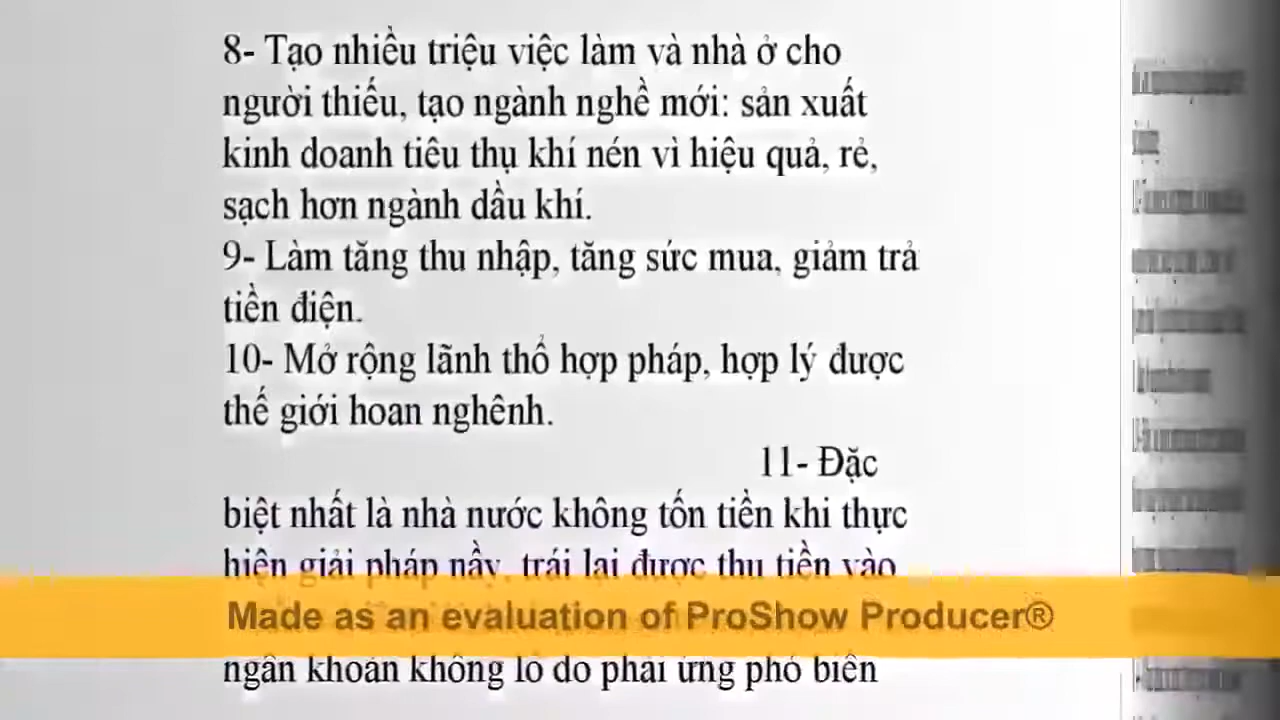 8- Tạo nhiều triệu việc làm và nhà ở cho
người thiếu, tạo ngành nghề mới: sản xuất
kinh doanh tiêu thụ khí nén vì hiệu quả, rẻ,
sạch hơn ngành dầu khí.
9- Làm tăng thu nhập, tăng sức mua, giảm trả
tiền điện.
10- Mở rộng lãnh thổ hợp pháp, hợp lý được
thế giới hoan nghênh.
11- Đặc
biệt nhất là nhà nước không tốn tiền khi thực
hiện giải pháp nầy, trái lại được thu tiền vào
Made as an evaluation of ProShow Producer®
ngân khoản khổng lồ do phải ứng phó biến